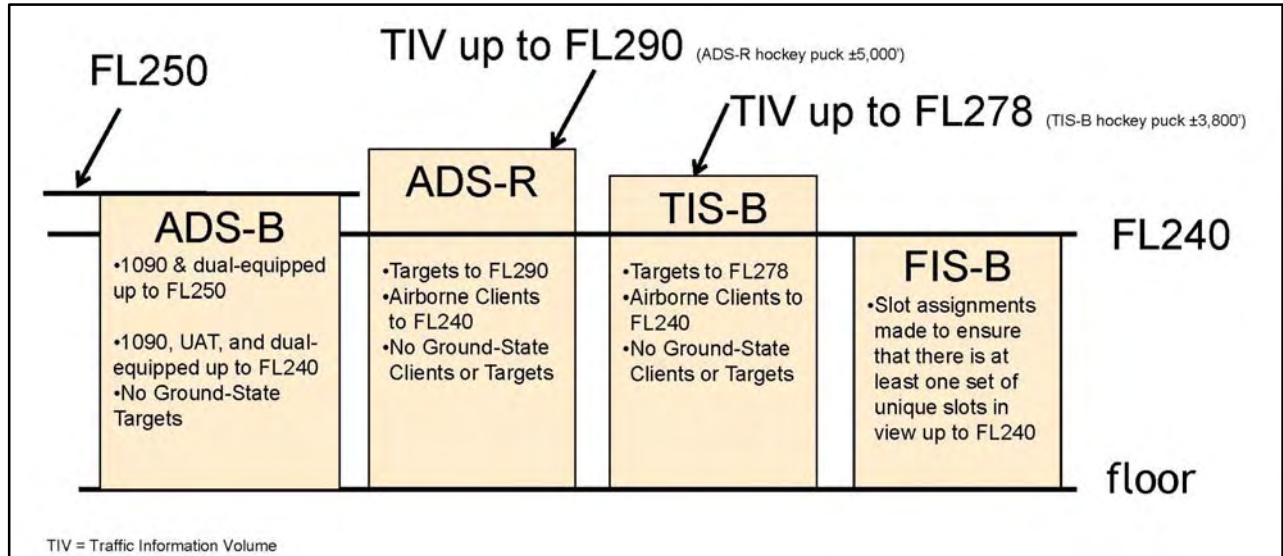 FL250
TIV up to FL290 (ADS-R hockey puck ±5,000')
TIV up to FL278 (TIS-B hockey puck ±3,800')
ADS-B
•1090 & dual-equipped
up to FL250
•1090, UAT, and dual-
equipped up to FL240
•No Ground-State
Targets
ADS-R
•Targets to FL290
•Airborne Clients
to FL240
•No Ground-State
Clients or Targets
TIS-B
•Targets to FL278
•Airborne Clients to
FL240
•No Ground-State
Clients or Targets
FL240
FIS-B
•Slot assignments
made to ensure
that there is at
least one set of
unique slots in
view up to FL240
floor
TIV = Traffic Information Volume